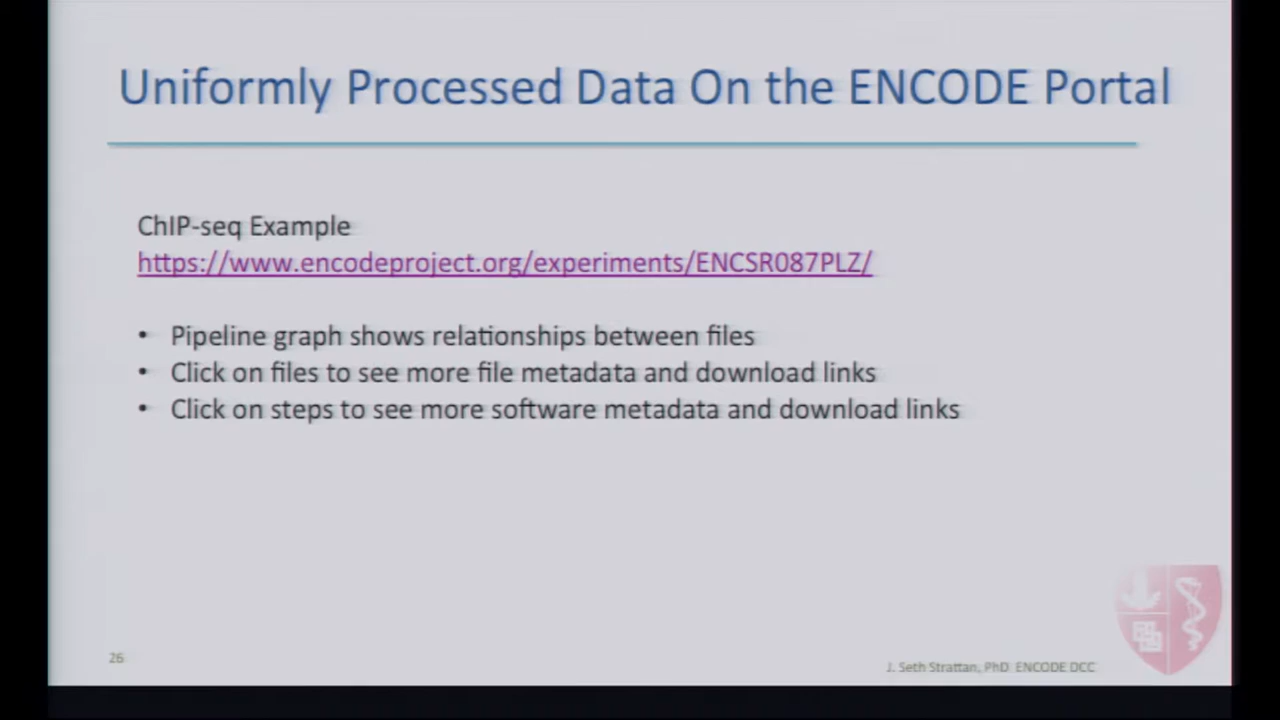 Uniformly Processed Data On the ENCODE Portal
ChIP-seq Example
https://www.encodeproject.org/experiments/ENCSR087PLZ/
• Pipeline graph shows relationships between files
• Click on files to see more file metadata and download links
• Click on steps to see more software metadata and download links
26
J. Seth Strattan, PhD ENCODE DCC